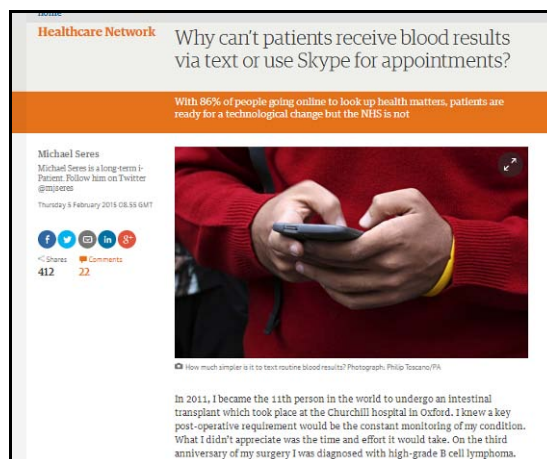 home
Healthcare Network
Why can't patients receive blood results
via text or use Skype for appointments?
With 86% of people going online to look up health matters, patients are
ready for a technological change but the NHS is not
Michael Seres
Michael Seres is a long-term i-
Patient. Follow him on Twitter
@mjseres
Thursday 5 February 2015 08.55 GMT
Shares
Comments
412
22
How much simpler is it to text routine blood results? Photograph: Philip Toscano/PA
In 2011, I became the 11th person in the world to undergo an intestinal
transplant which took place at the Churchill hospital in Oxford. I knew a key
post-operative requirement would be the constant monitoring of my condition.
What I didn't appreciate was the time and effort it would take. On the third
anniversary of my surgery I was diagnosed with high-grade B cell lymphoma.